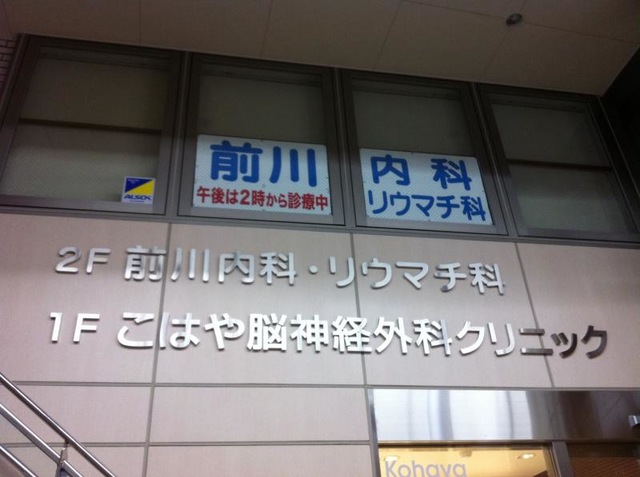 前川
午後は2時から診療中
内科
リウマチ科
ALSOK
2F 前川内科・リウマチ科
1F こはや脳神経外科クリニック
Kohaya